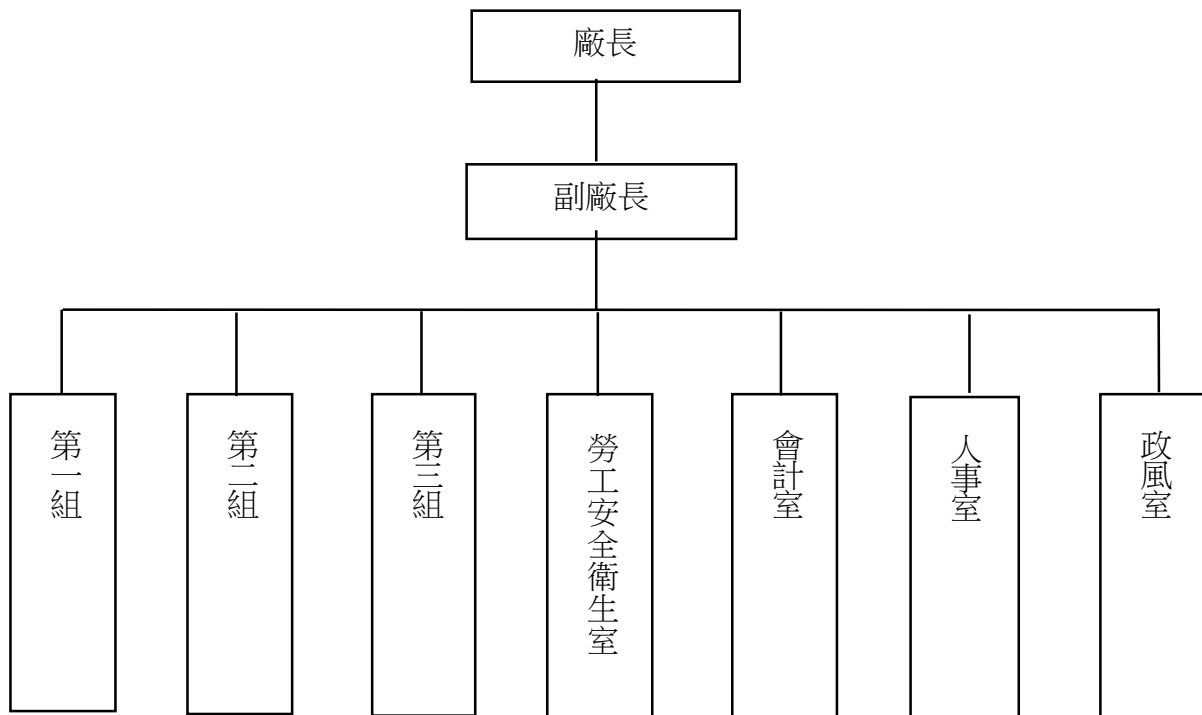 廠長
副廠長
第一組
第二組
第三組
勞工安全衛生室
會計室
人事室
政風室